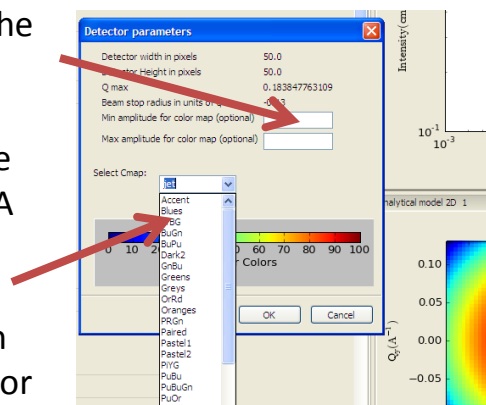 he
e
A
n
or
Detector parameters
Detector width in pixels 50.0
Height in pixels 50.0
Q max 0.183847763109
Beam stop radius in units of
Min amplitude for color map (optional)
Max amplitude for color map (optional)
Select Cmap:
jet
Accent
Blues
BuGn
BuPu
Dark2
GnBu
Greens
Greys
OrRd
Oranges
PRGn
Paired
Pastel1
Pastel2
PiYG
PuBu
PuBuGn
PuOr
0 10 60 70 80 90 100
Colors
OK Cancel
Intensity(cm
10⁻¹
10⁻³
nalytical model 2D 1
0.10
0.05
0.00
−0.05
Qy(A⁻¹)